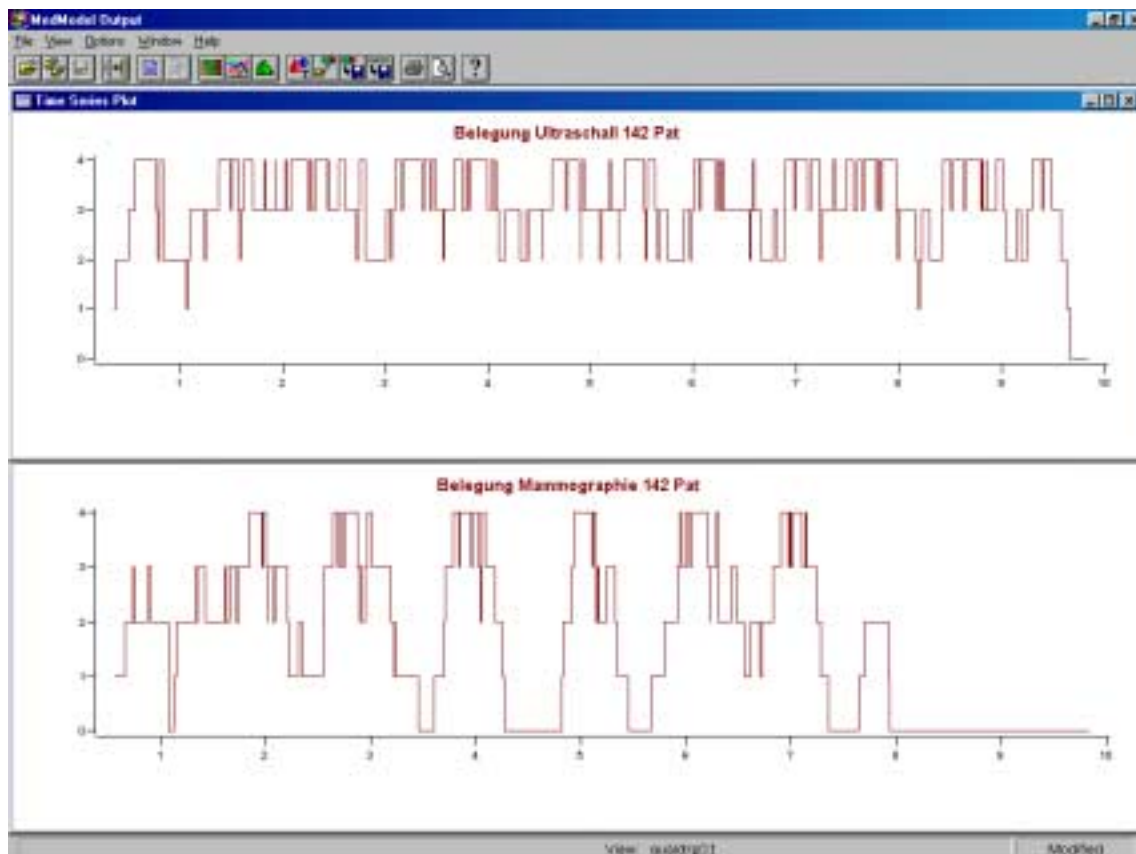 MedModel Output
File View Options Window Help
Time Series Plot
Belegung Ultraschall 142 Pat
4
3
2
1
0
1 2 3 4 5 6 7 8 9 10
Belegung Mammographie 142 Pat
4
3
2
1
0
1 2 3 4 5 6 7 8 9 10
View: Modified